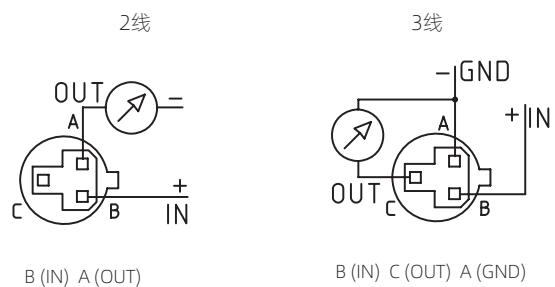 2线
OUT
−
A
C
B
+
IN
B (IN) A (OUT)
3线
− GND
A
+ IN
OUT
C
B
B (IN) C (OUT) A (GND)